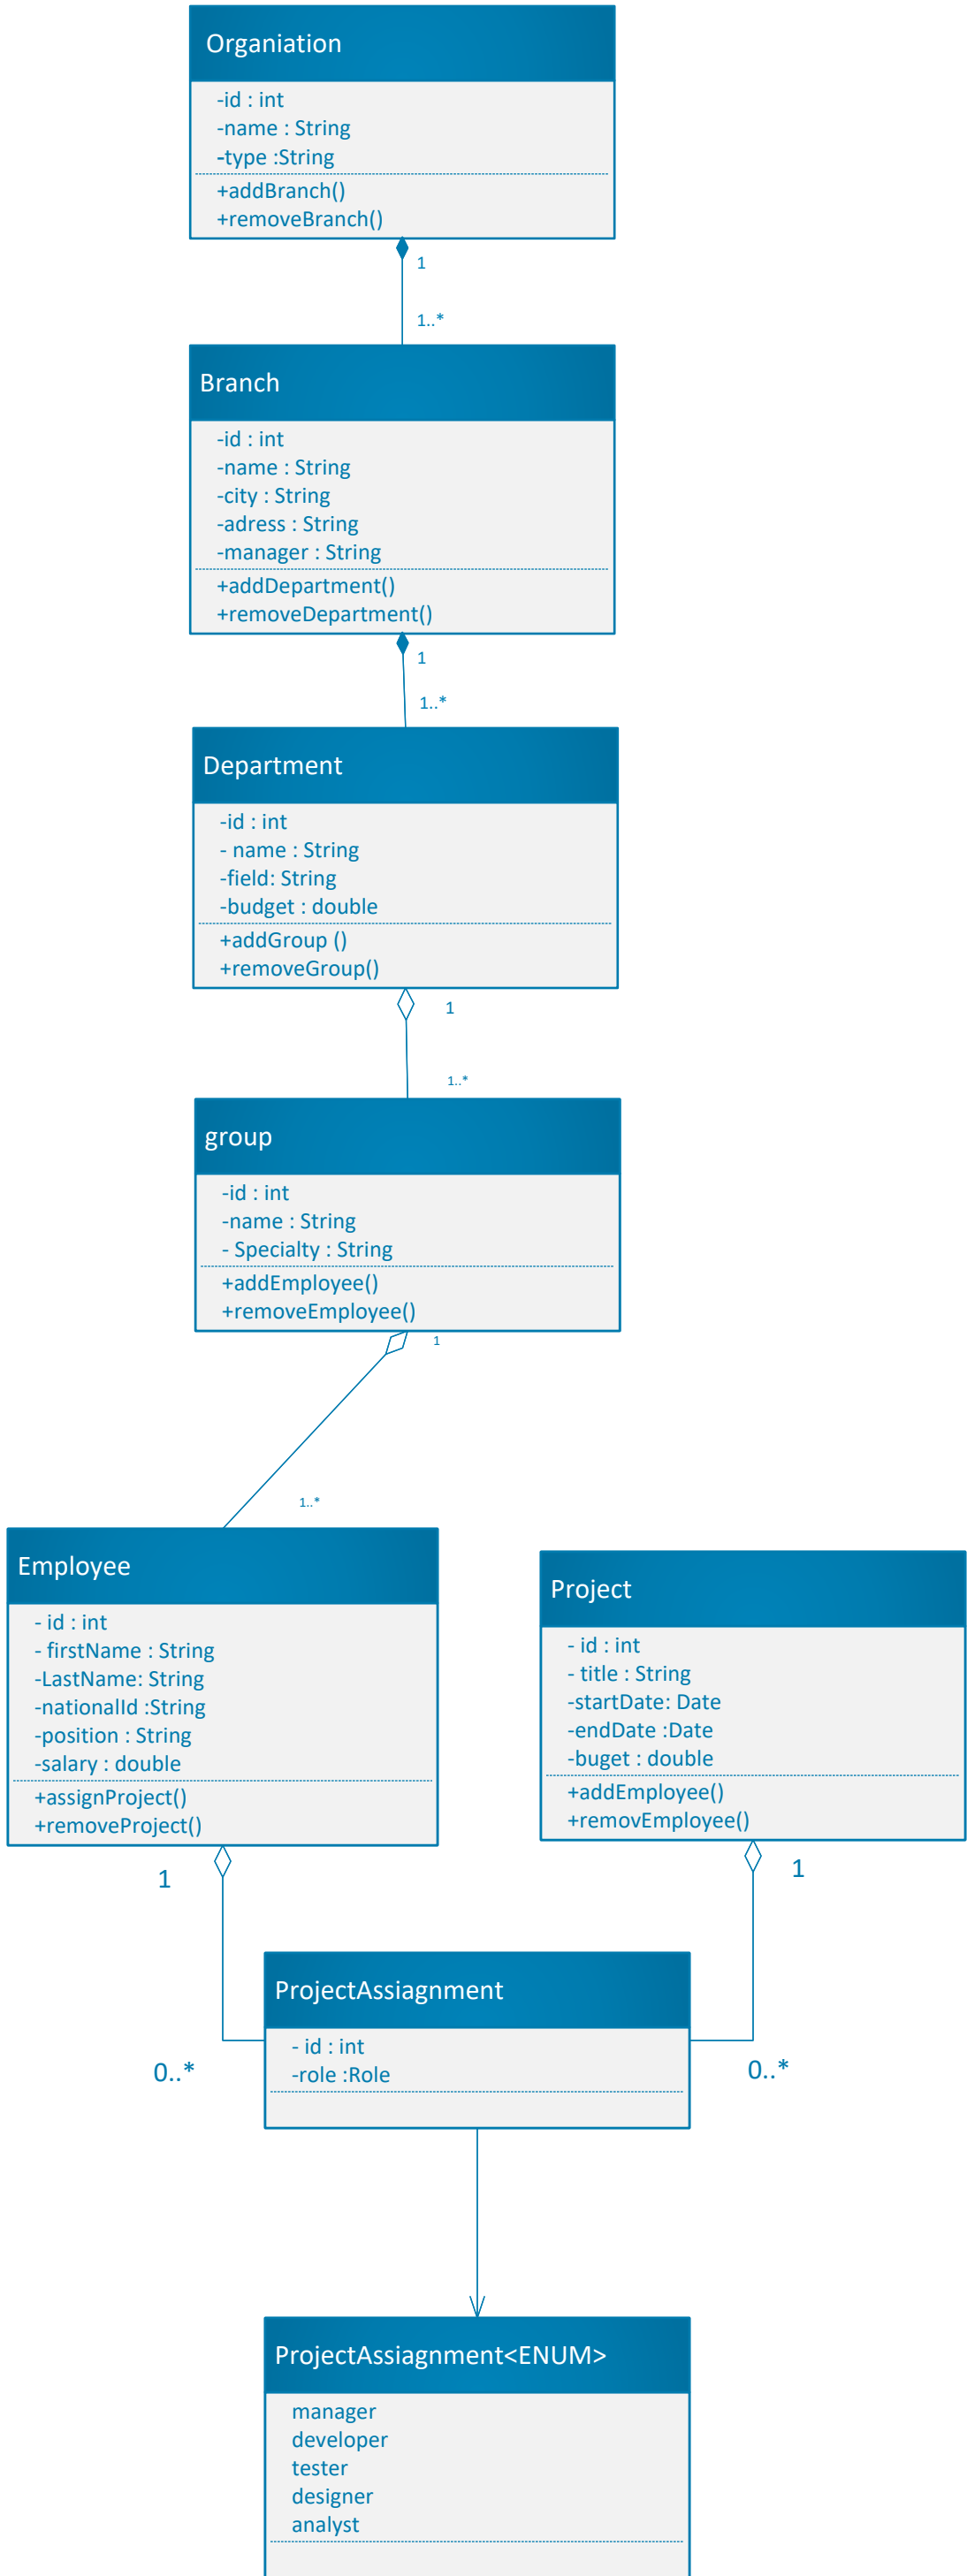 Organiation
-id : int
-name : String
-type :String
+addBranch()
+removeBranch()
1
1..*
Branch
-id : int
-name : String
-city : String
-adress : String
-manager : String
+addDepartment()
+removeDepartment()
1
1..*
Department
-id : int
- name : String
-field: String
-budget : double
+addGroup ()
+removeGroup()
1
1..*
group
-id : int
-name : String
- Specialty : String
+addEmployee()
+removeEmployee()
1
1..*
Employee
- id : int
- firstName : String
-LastName: String
-nationalId :String
-position : String
-salary : double
+assignProject()
+removeProject()
1
0..*
Project
- id : int
- title : String
-startDate: Date
-endDate :Date
-buget : double
+addEmployee()
+removEmployee()
1
0..*
ProjectAssiagnment
- id : int
-role :Role
ProjectAssiagnment<ENUM>
manager
developer
tester
designer
analyst